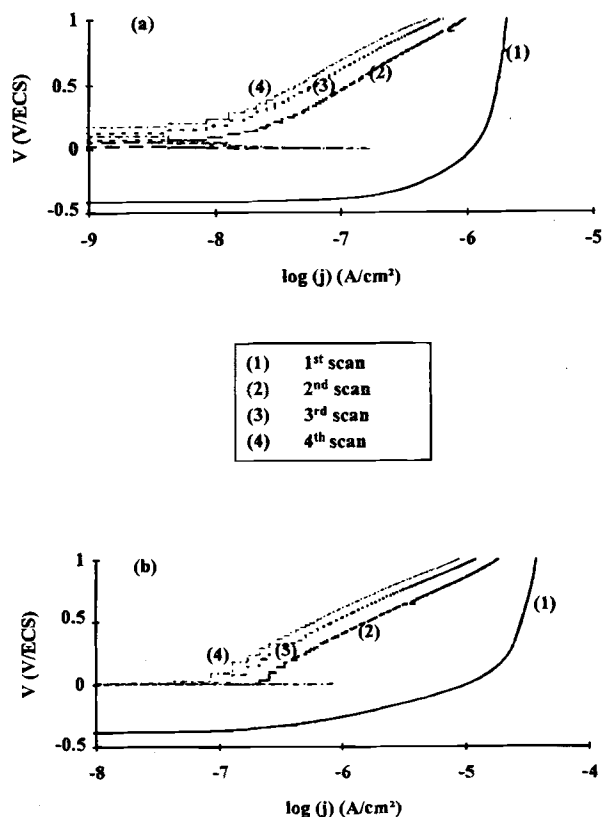 (a)
1
0.5
0
-0.5
V (V/ECS)
(4)
(3)
(2)
(1)
-9 -8 -7 -6 -5
log (j) (A/cm²)
(1) 1st scan
(2) 2nd scan
(3) 3rd scan
(4) 4th scan
(b)
1
0.5
0
-0.5
V (V/ECS)
(4)
(3)
(2)
(1)
-8 -7 -6 -5 -4
log (j) (A/cm²)